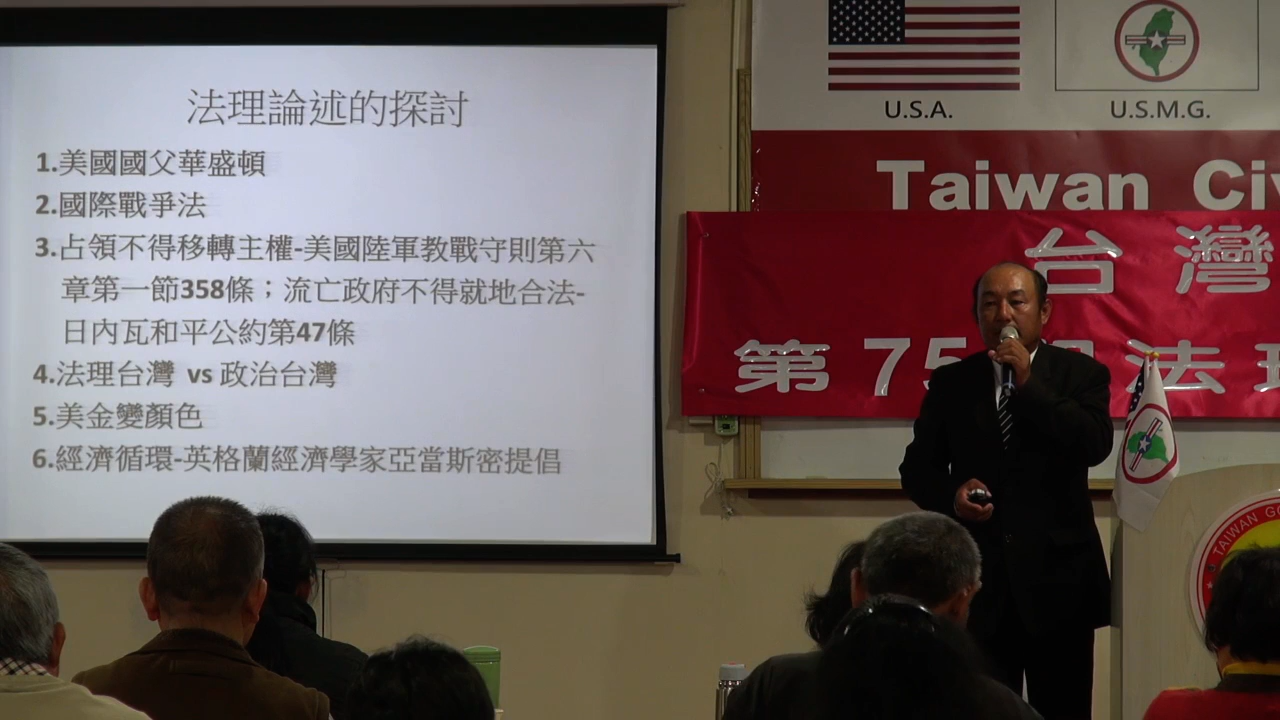 法理論述的探討
1.美國國父華盛頓
2.國際戰爭法
3.占領不得移轉主權-美國陸軍教戰守則第六
章第一節358條；流亡政府不得就地合法-
日內瓦和平公約第47條
4.法理台灣 vs 政治台灣
5.美金變顏色
6.經濟循環-英格蘭經濟學家亞當斯密提倡
U.S.A.
U.S.M.G.
Taiwan Ci
台灣
第75
法
TAIWAN GO